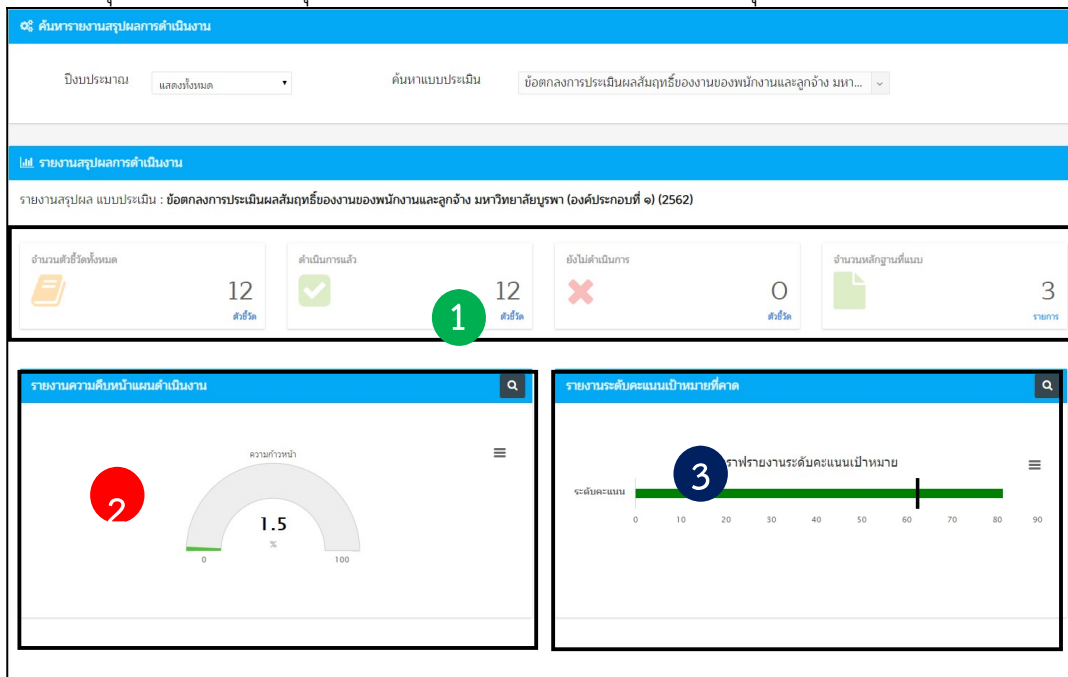 ค้นหารายงานสรุปผลการดำเนินงาน
ปีงบประมาณ แสดงทั้งหมด ค้นหาแบบประเมิน ข้อตกลงการประเมินผลสัมฤทธิ์ของงานของพนักงานและลูกจ้าง มหา...
รายงานสรุปผลการดำเนินงาน
รายงานสรุปผล แบบประเมิน : ข้อตกลงการประเมินผลสัมฤทธิ์ของงานของพนักงานและลูกจ้าง มหาวิทยาลัยบูรพา (องค์ประกอบที่ ๑) (2562)
จำนวนตัวชี้วัดทั้งหมด
12
ตัวชี้วัด
ดำเนินการแล้ว
12
ตัวชี้วัด
1
ยังไม่ดำเนินการ
0
ตัวชี้วัด
จำนวนหลักฐานที่แนบ
3
รายการ
รายงานความคืบหน้าแผนดำเนินงาน
ความก้าวหน้า
2
1.5
%
0 100
รายงานระดับคะแนนเป้าหมายที่คาด
3
ราฟรายงานระดับคะแนนเป้าหมาย
ระดับคะแนน
0 10 20 30 40 50 60 70 80 90